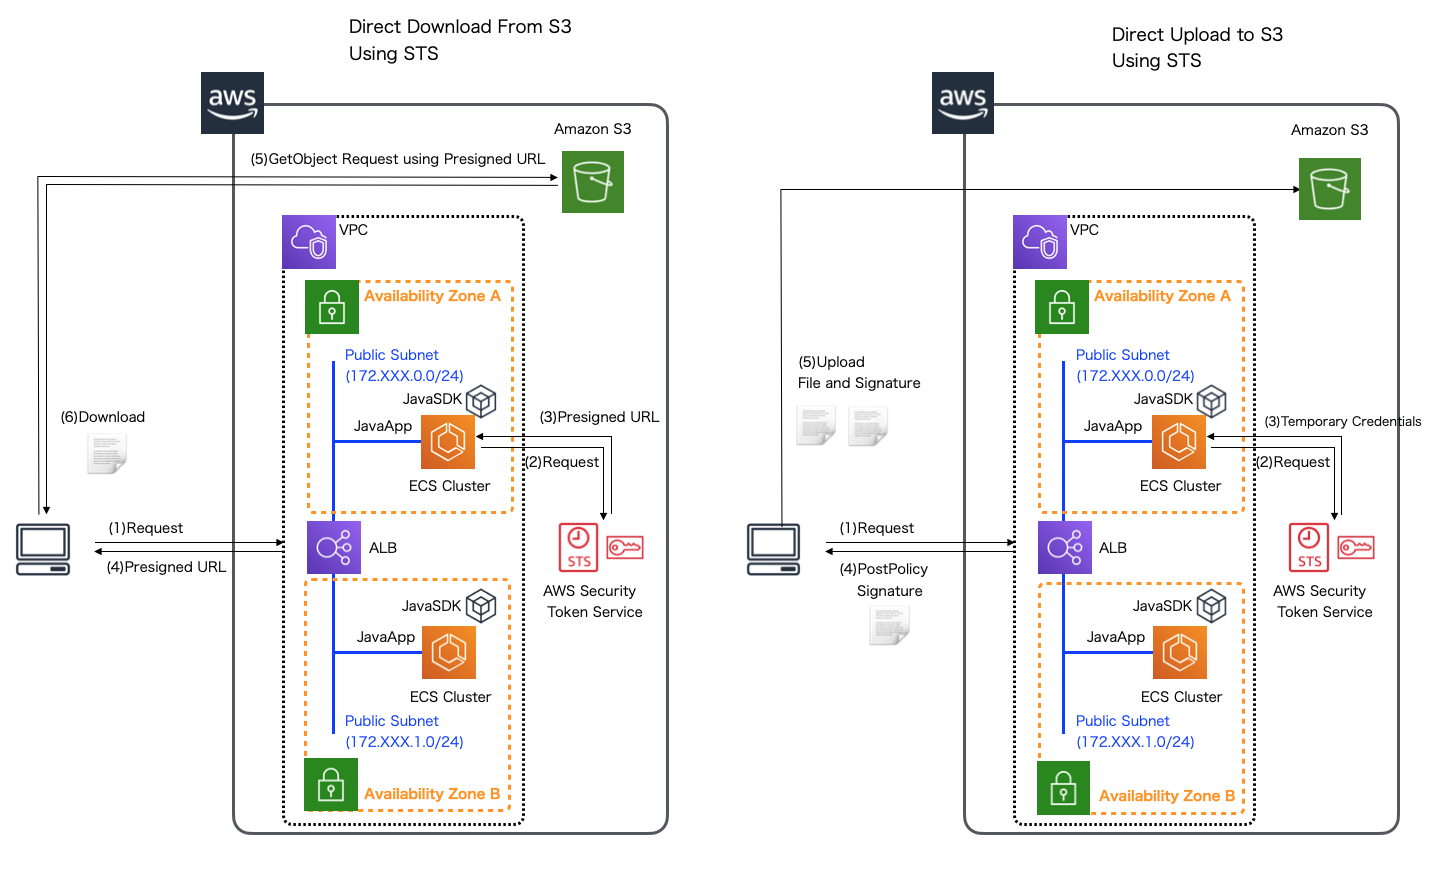 Direct Download From S3
Using STS
aws
Amazon S3
(5)GetObject Request using Presigned URL
VPC
Availability Zone A
Public Subnet
(172.XXX.0.0/24)
JavaSDK
(6)Download
JavaApp
(3)Presigned URL
(2)Request
ECS Cluster
(1)Request
ALB
STS
(4)Presigned URL
AWS Security
Token Service
JavaSDK
JavaApp
ECS Cluster
Public Subnet
(172.XXX.1.0/24)
Availability Zone B
Direct Upload to S3
Using STS
aws
Amazon S3
VPC
Availability Zone A
Public Subnet
(172.XXX.0.0/24)
(5)Upload
File and Signature
JavaSDK
JavaApp
(3)Temporary Credentials
(2)Request
ECS Cluster
(1)Request
ALB
STS
(4)PostPolicy
Signature
AWS Security
Token Service
JavaSDK
JavaApp
ECS Cluster
Public Subnet
(172.XXX.1.0/24)
Availability Zone B